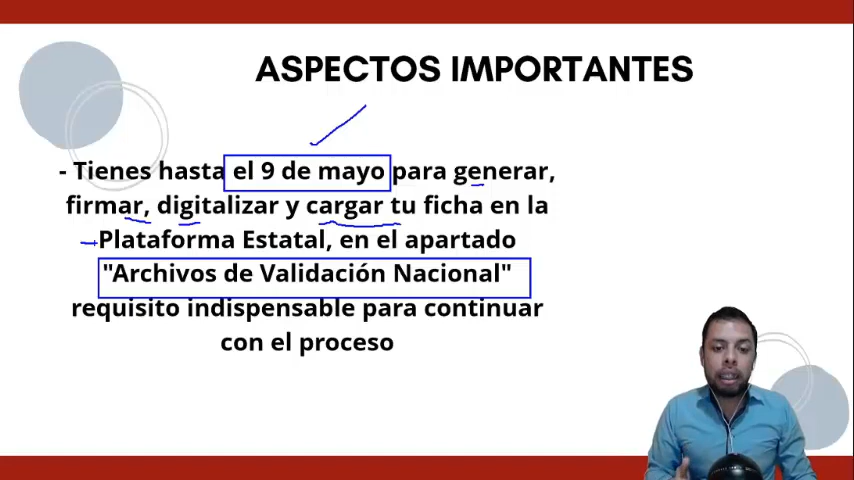 ASPECTOS IMPORTANTES
- Tienes hasta el 9 de mayo para generar,
firmar, digitalizar y cargar tu ficha en la
Plataforma Estatal, en el apartado
"Archivos de Validación Nacional"
requisito indispensable para continuar
con el proceso